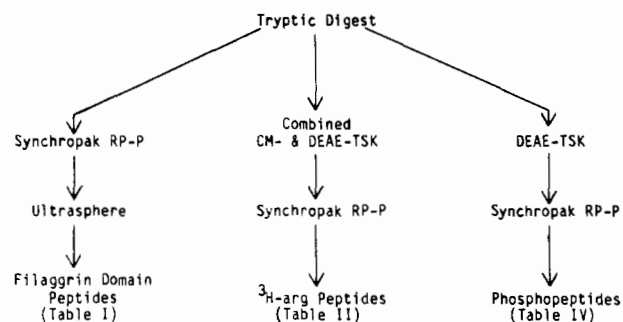 Tryptic Digest
Synchropak RP-P
Combined
CM- & DEAE-TSK
DEAE-TSK
Ultrasphere
Synchropak RP-P
Synchropak RP-P
Filaggrin Domain
Peptides
(Table I)
³H-arg Peptides
(Table II)
Phosphopeptides
(Table IV)